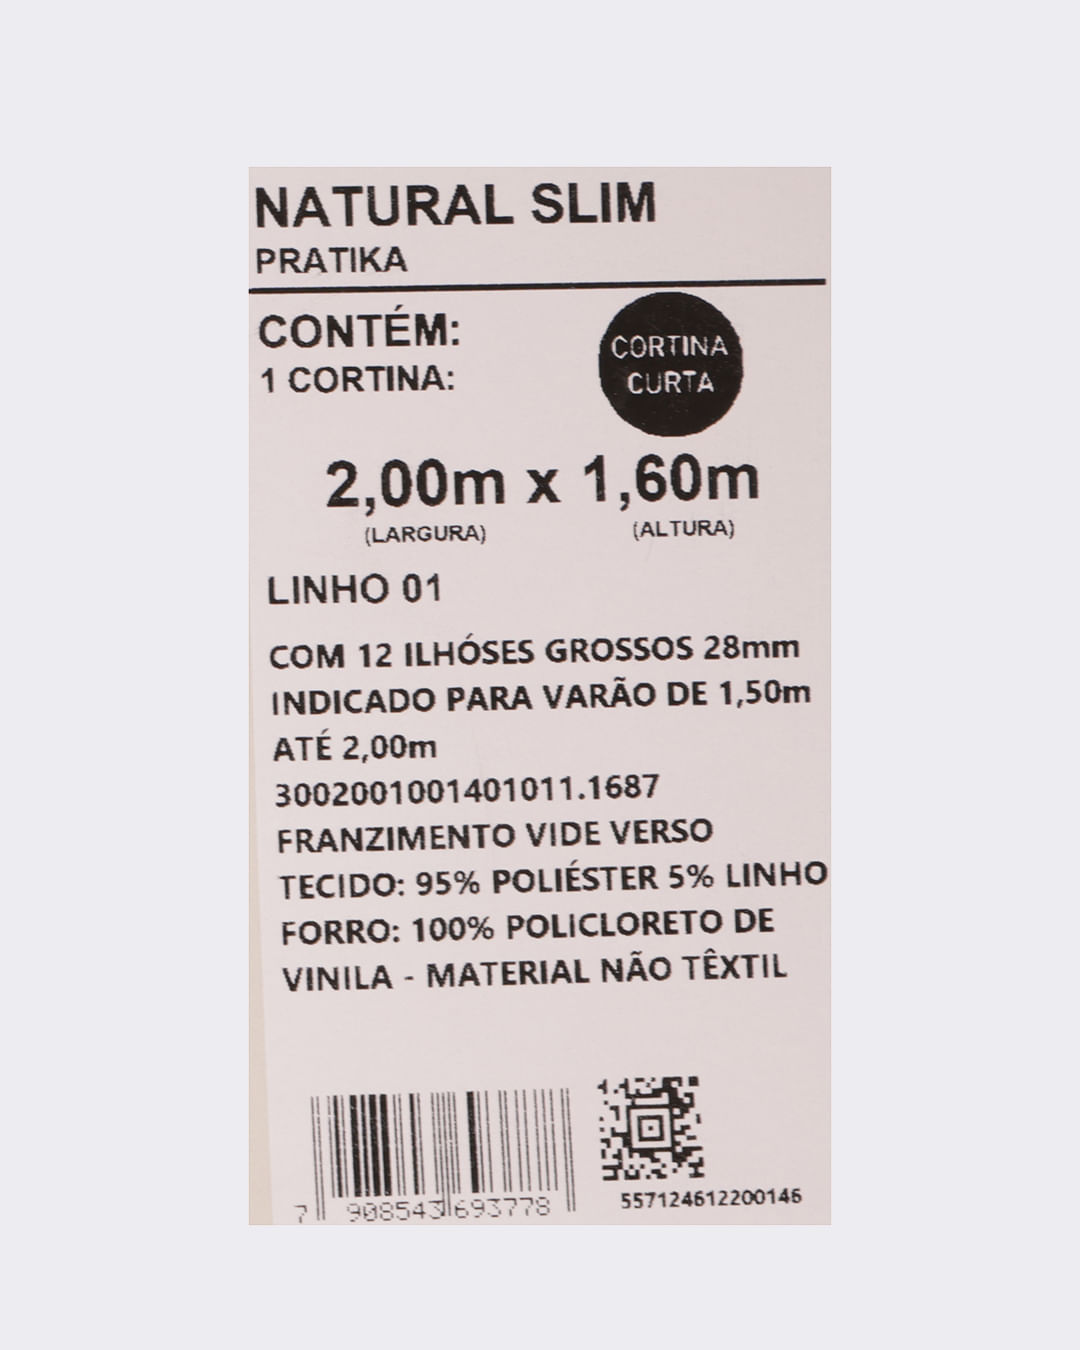 NATURAL SLIM
PRATIKA
CONTÉM:
1 CORTINA:
CORTINA
CURTA
2,00m x 1,60m
(LARGURA) (ALTURA)
LINHO 01
COM 12 ILHÓSES GROSSOS 28mm
INDICADO PARA VARÃO DE 1,50m
ATÉ 2,00m
3002001001401011.1687
FRANZIMENTO VIDE VERSO
TECIDO: 95% POLIÉSTER 5% LINHO
FORRO: 100% POLICLORETO DE
VINILA - MATERIAL NÃO TÊXTIL
7 908543 693778
557124612200146